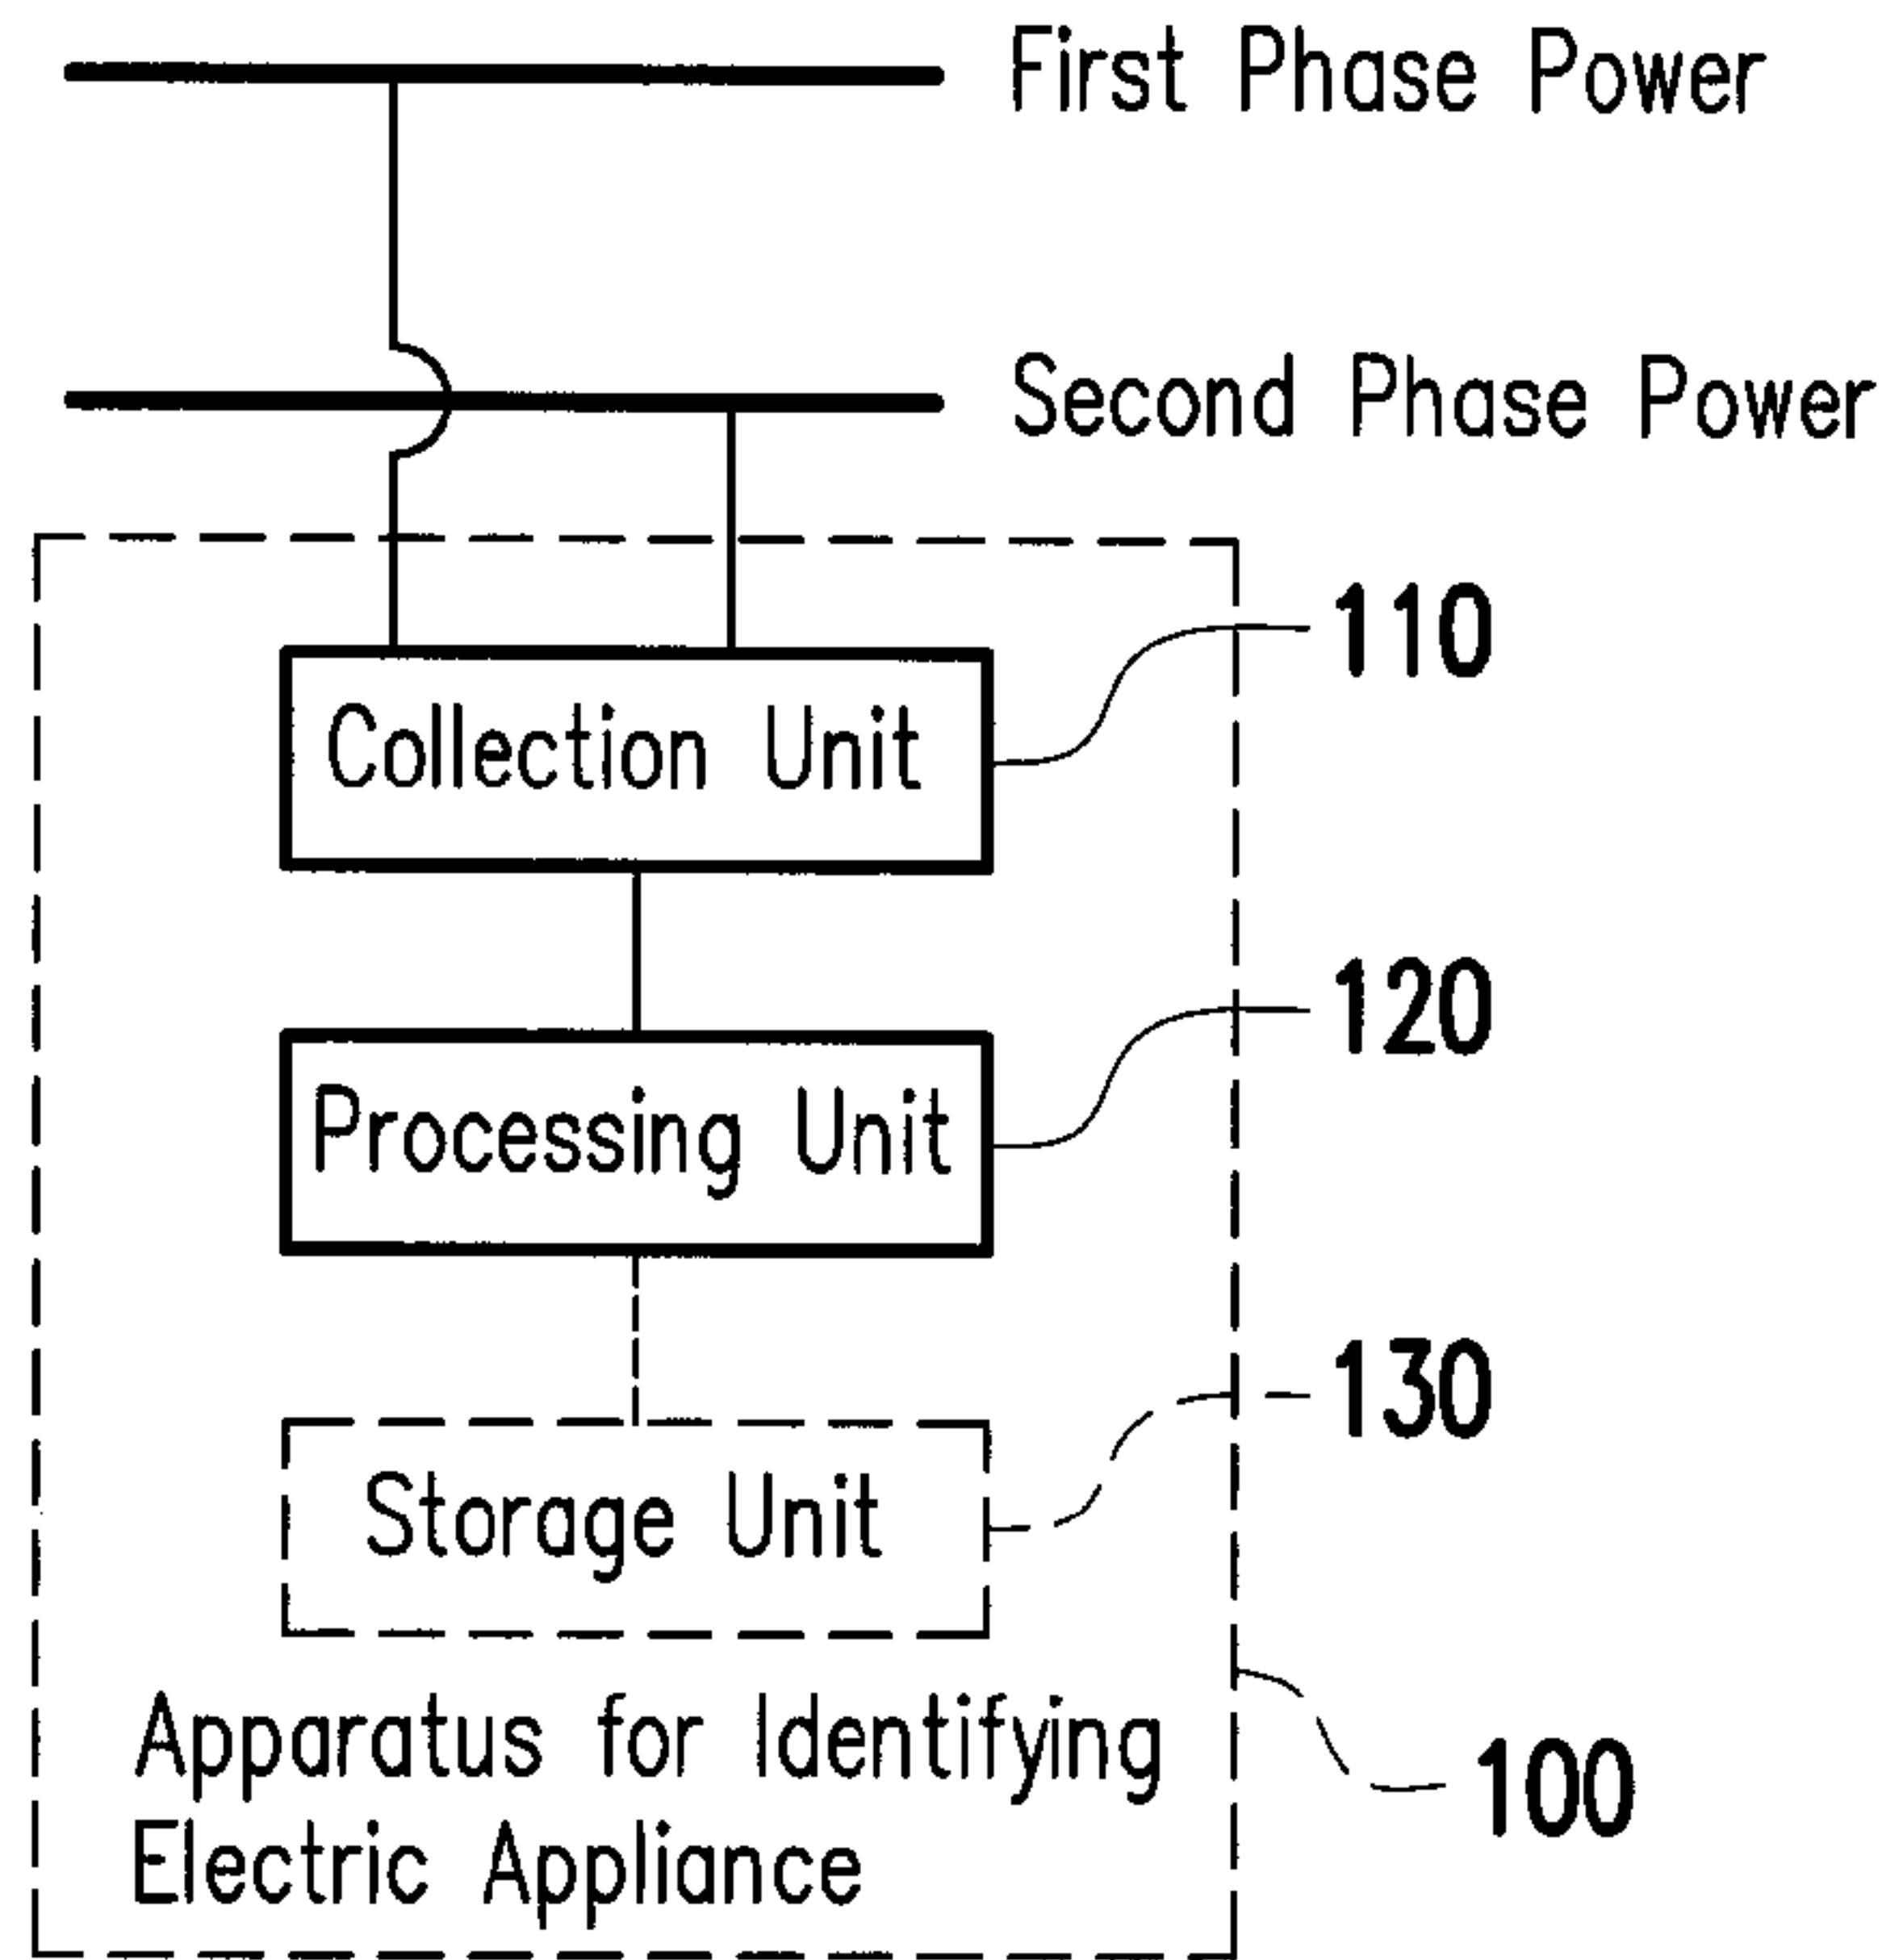 First Phase Power
Second Phase Power
110
Collection Unit
120
Processing Unit
130
Storage Unit
Apparatus for Identifying
Electric Appliance
100